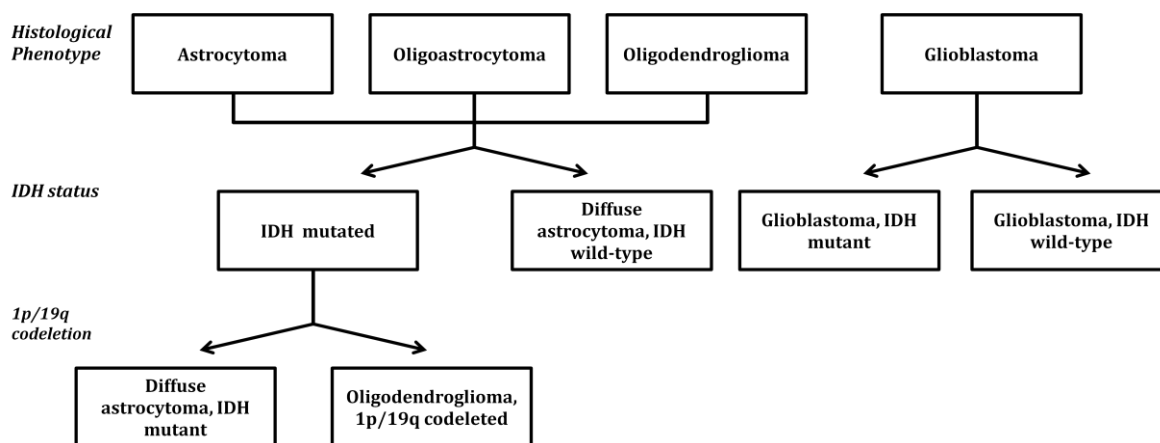 Histological
Phenotype
Astrocytoma
Oligoastrocytoma
Oligodendroglioma
Glioblastoma
IDH status
IDH mutated
Diffuse
astrocytoma, IDH
wild-type
Glioblastoma, IDH
mutant
Glioblastoma, IDH
wild-type
1p/19q
codeletion
Diffuse
astrocytoma, IDH
mutant
Oligodendroglioma,
1p/19q codeleted